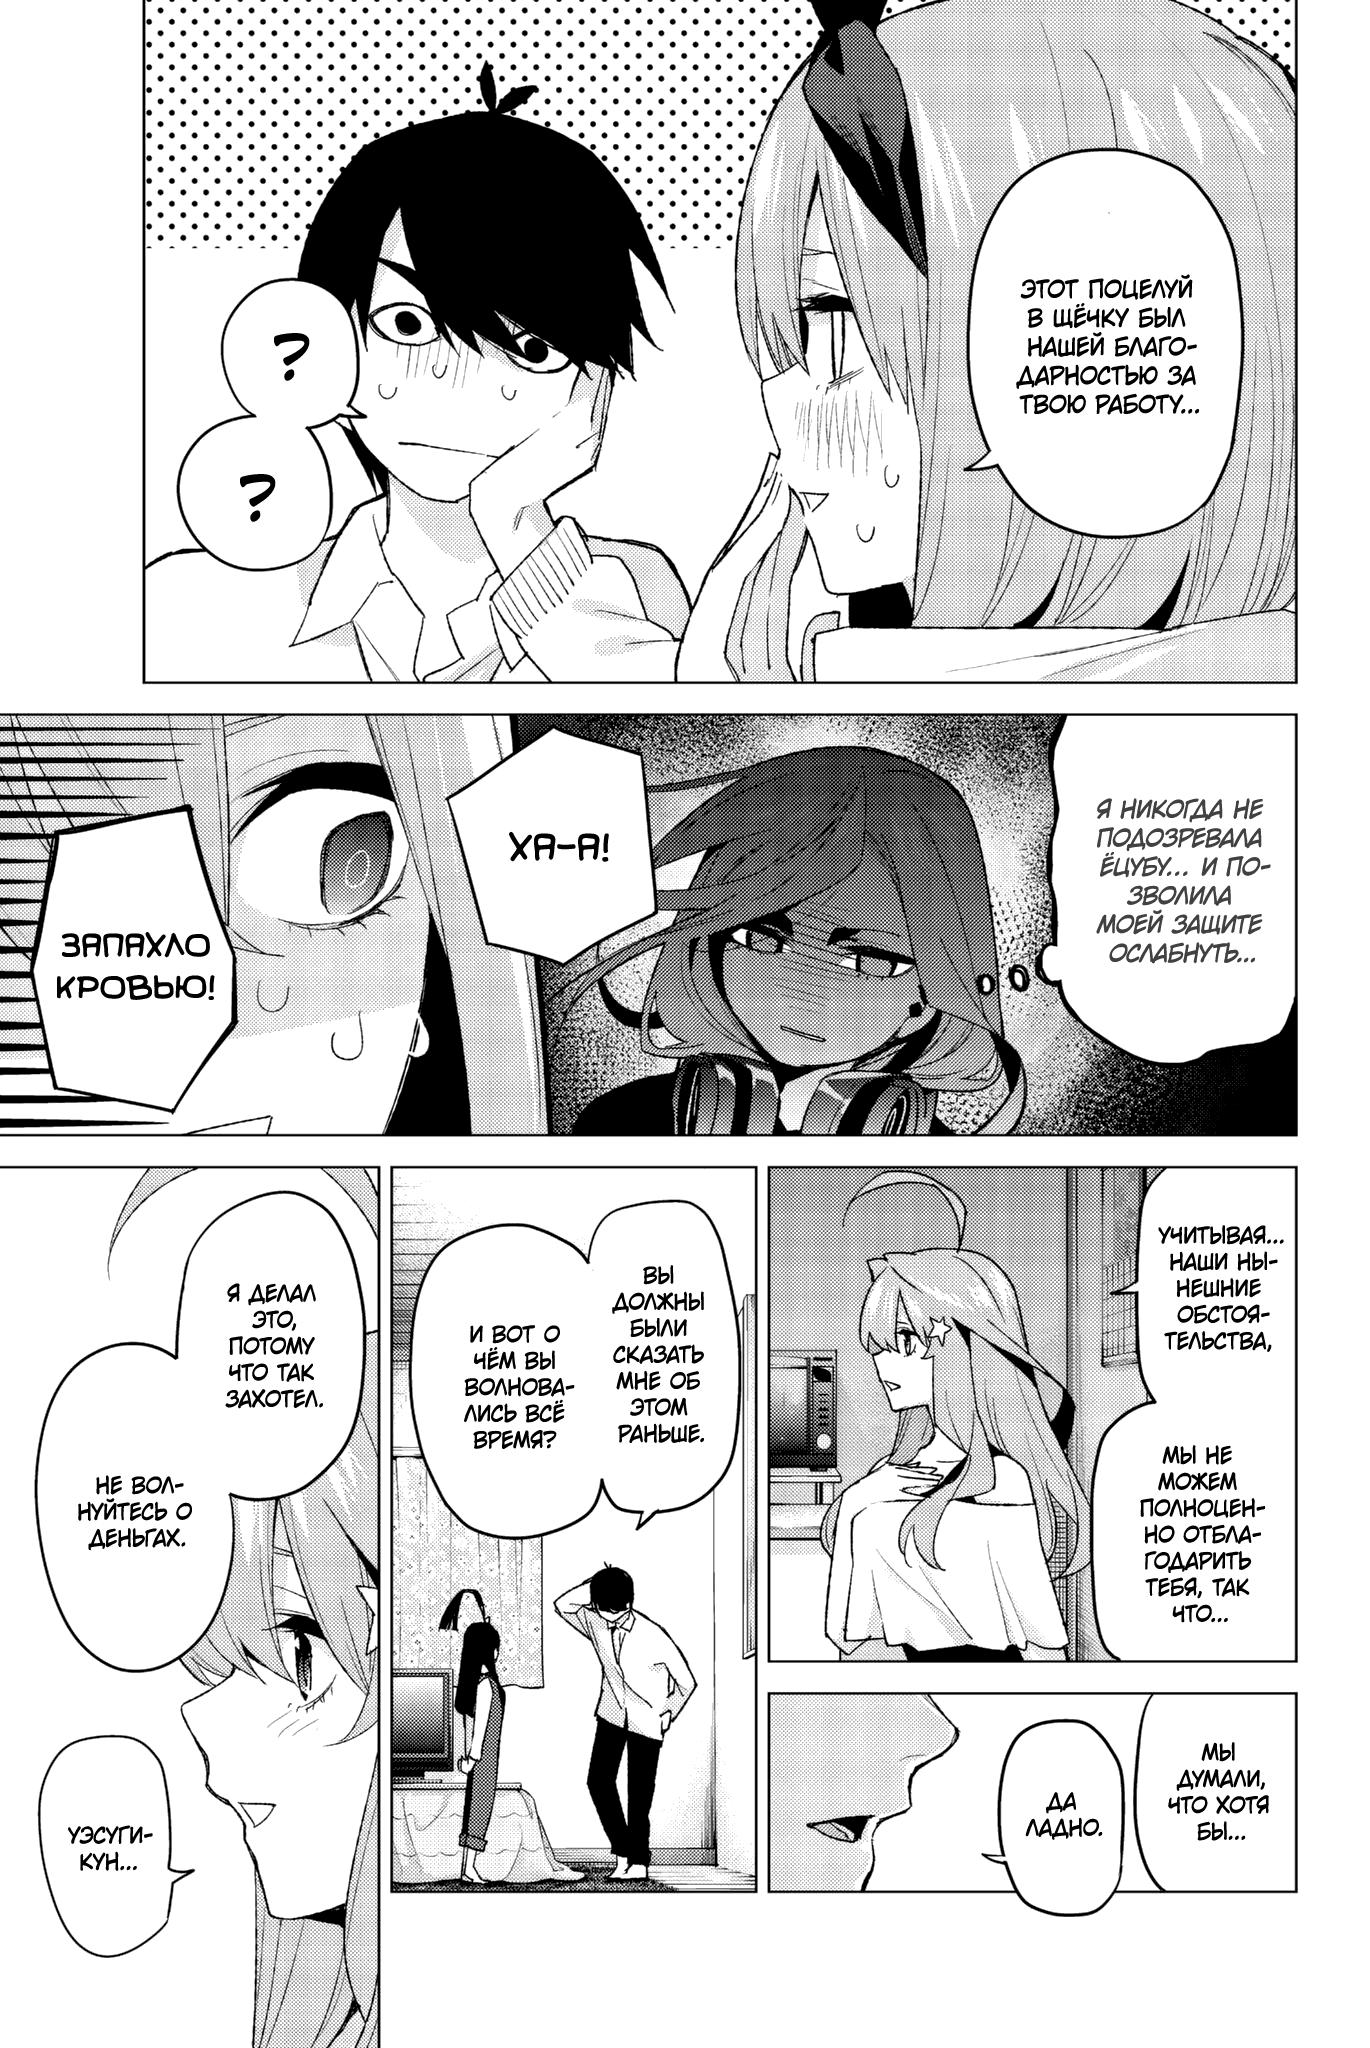 ЭТОТ ПОЦЕЛУЙ
В ЩЁЧКУ БЫЛ
НАШЕЙ БЛАГО-
ДАРНОСТЬЮ ЗА
ТВОЮ РАБОТУ...
?
?
Я НИКОГДА НЕ
ПОДОЗРЕВАЛА
ЁЦУБУ... И ПО-
ЗВОЛИЛА
МОЕЙ ЗАЩИТЕ
ОСЛАБНУТЬ...
ХА-А!
ЗАПАХЛО
КРОВЬЮ!
УЧИТЫВАЯ...
НАШИ НЫ-
НЕШНИЕ
ОБСТОЯ-
ТЕЛЬСТВА,
МЫ НЕ
МОЖЕМ
ПОЛНОЦЕН-
НО ОТБЛА-
ГОДАРИТЬ
ТЕБЯ, ТАК
ЧТО...
МЫ
ДУМАЛИ,
ЧТО ХОТЯ
БЫ...
ДА
ЛАДНО.
ВЫ
ДОЛЖНЫ
БЫЛИ
СКАЗАТЬ
МНЕ ОБ
ЭТОМ
РАНЬШЕ.
И ВОТ О
ЧЁМ ВЫ
ВОЛНОВА-
ЛИСЬ ВСЁ
ВРЕМЯ?
Я ДЕЛАЛ
ЭТО,
ПОТОМУ
ЧТО ТАК
ЗАХОТЕЛ.
НЕ ВОЛ-
НУЙТЕСЬ О
ДЕНЬГАХ.
УЭСУГИ-
КУН...